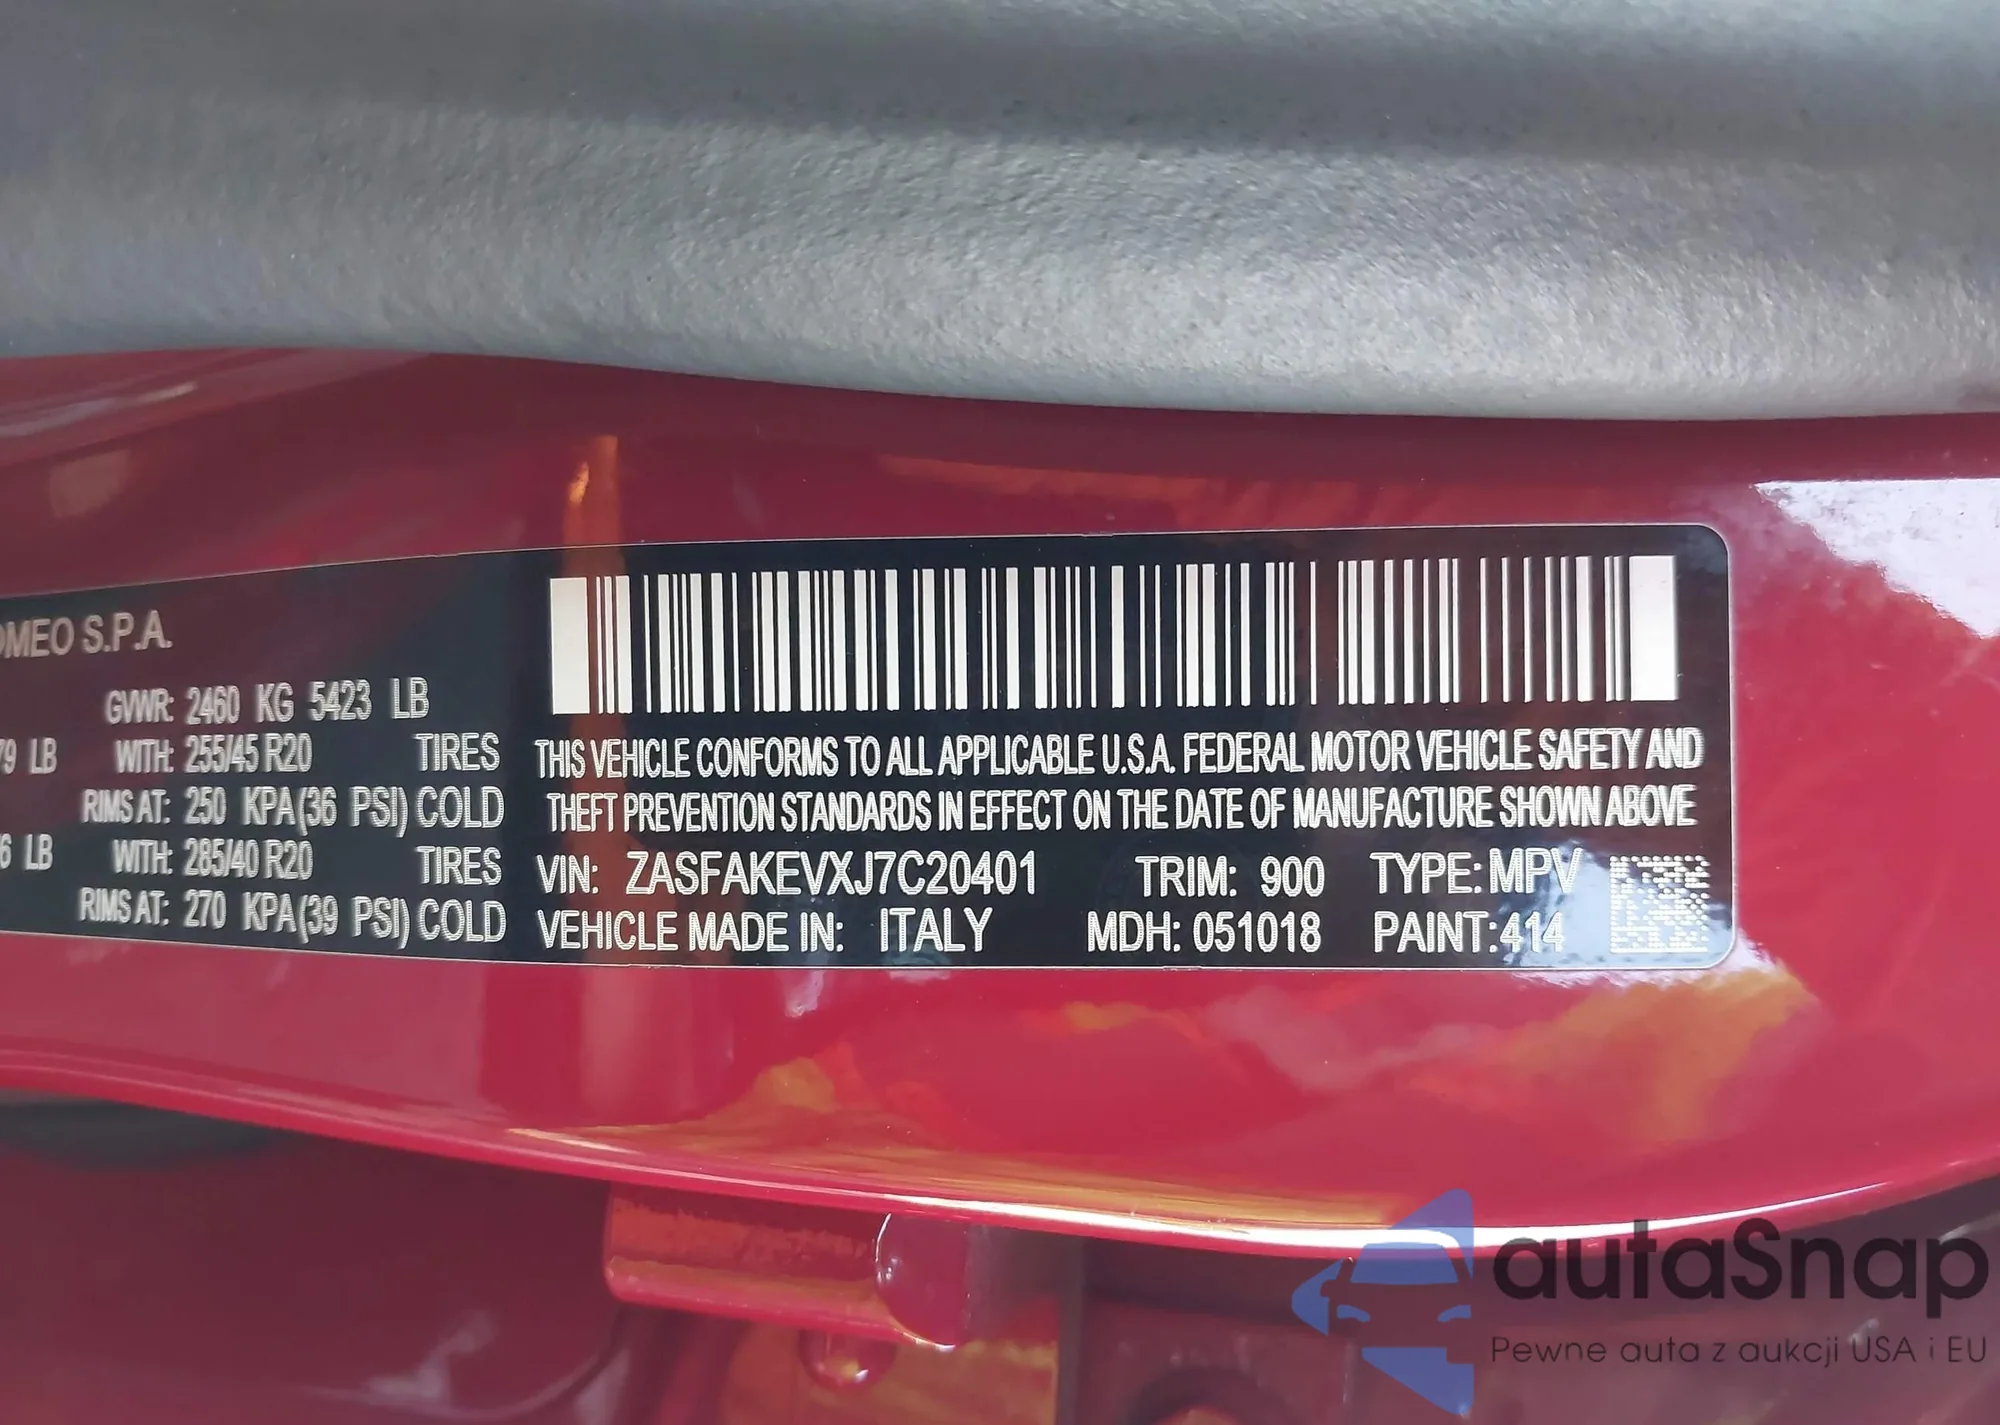 OMEO S.P.A.
GVWR: 2460 KG 5423 LB
79 LB WITH: 255/45 R20 TIRES
RIMS AT: 250 KPA(36 PSI) COLD
6 LB WITH: 285/40 R20 TIRES
RIMS AT: 270 KPA(39 PSI) COLD
THIS VEHICLE CONFORMS TO ALL APPLICABLE U.S.A. FEDERAL MOTOR VEHICLE SAFETY AND
THEFT PREVENTION STANDARDS IN EFFECT ON THE DATE OF MANUFACTURE SHOWN ABOVE
VIN: ZASFAKEVXJ7C20401 TRIM: 900 TYPE: MPV
VEHICLE MADE IN: ITALY MDH: 051018 PAINT: 414
autaSnap
Pewne auta z aukcji USA i EU